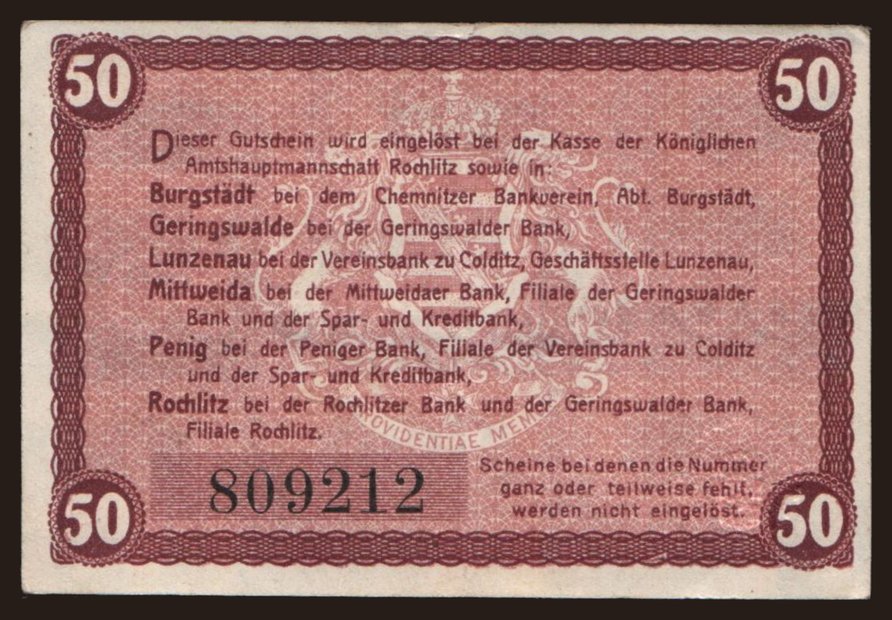 50
50
Dieser Gutschein wird eingelöst bei der Kasse der Königlichen
Amtshauptmannschaft Rochlitz sowie in:
Burgstädt bei dem Chemnitzer Bankverein, Abt. Burgstädt,
Geringswalde bei der Geringswalder Bank,
Lunzenau bei der Vereinsbank zu Colditz, Geschäftsstelle Lunzenau,
Mittweida bei der Mittweidaer Bank, Filiale der Geringswalder
Bank und der Spar- und Kreditbank,
Penig bei der Peniger Bank, Filiale der Vereinsbank zu Colditz
und der Spar- und Kreditbank,
Rochlitz bei der Rochlitzer Bank und der Geringswalder Bank,
Filiale Rochlitz.
OVIDENTIAE MEM
809212
Scheine bei denen die Nummer
ganz oder teilweise fehlt,
werden nicht eingelöst.
50
50